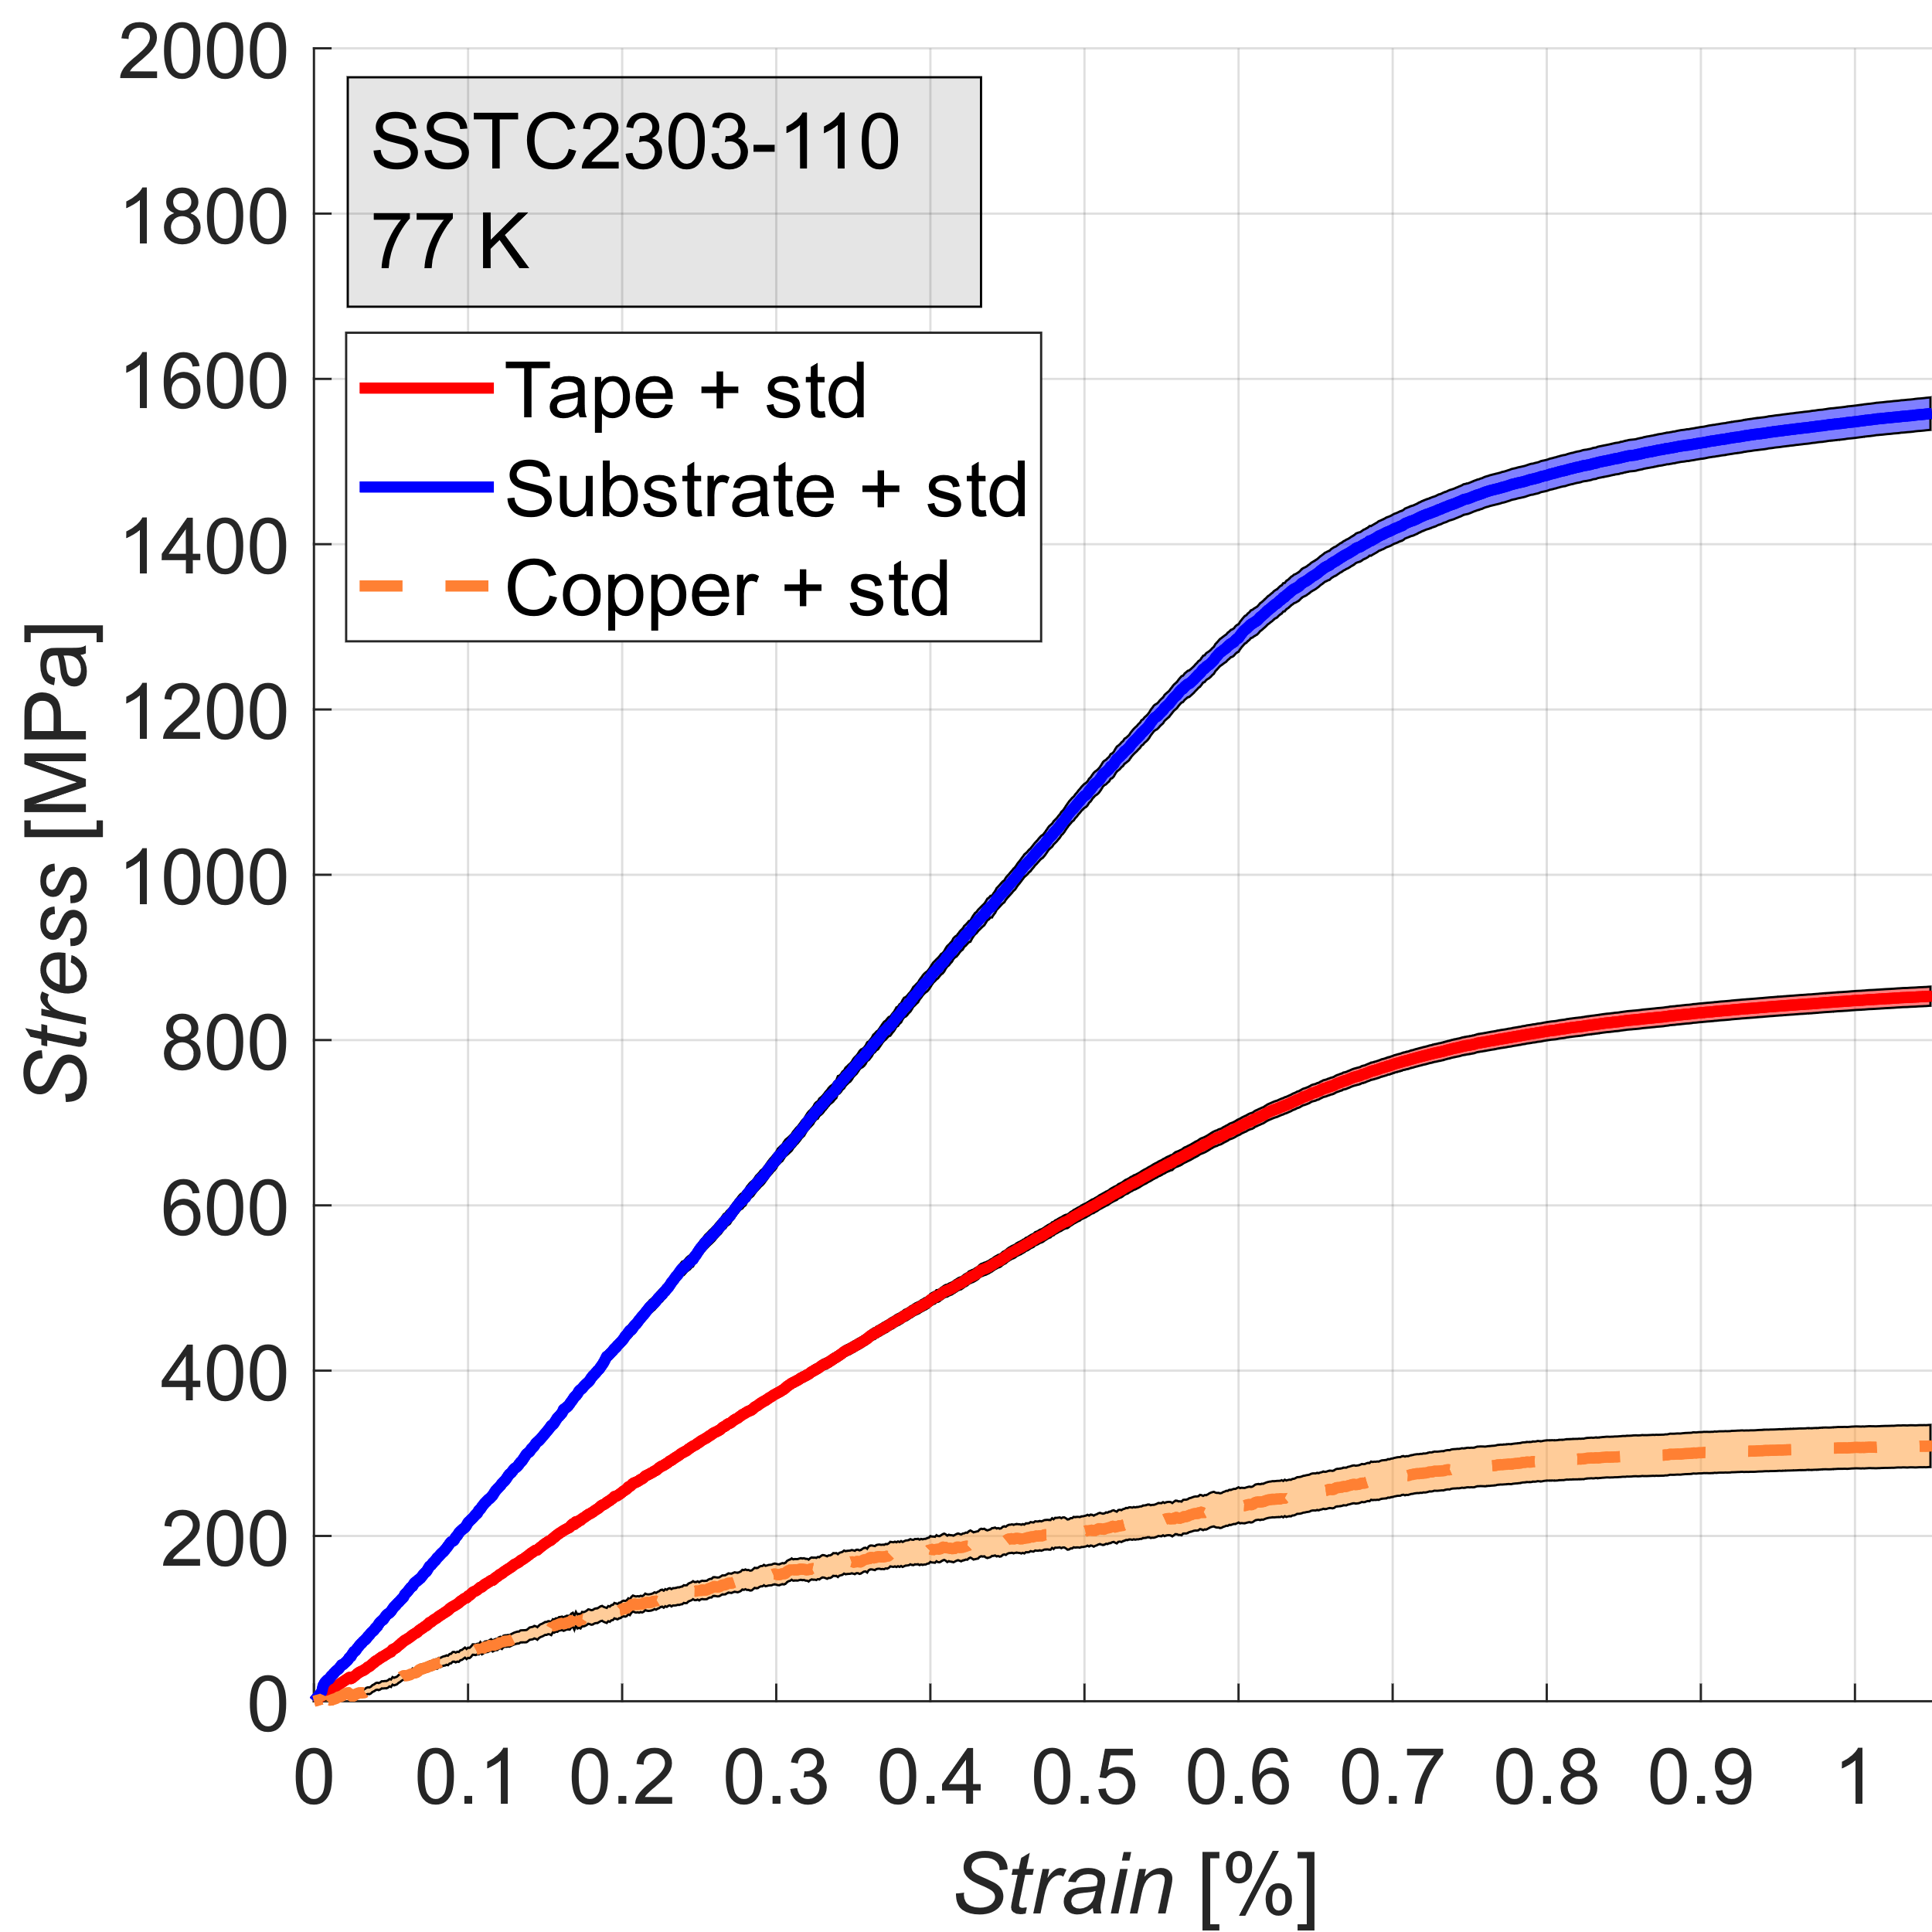 2000
1800
1600
1400
1200
1000
800
600
400
200
0
Stress [MPa]
SSTC2303-110
77 K
Tape + std
Substrate + std
Copper + std
0 0.1 0.2 0.3 0.4 0.5 0.6 0.7 0.8 0.9 1
Strain [%]